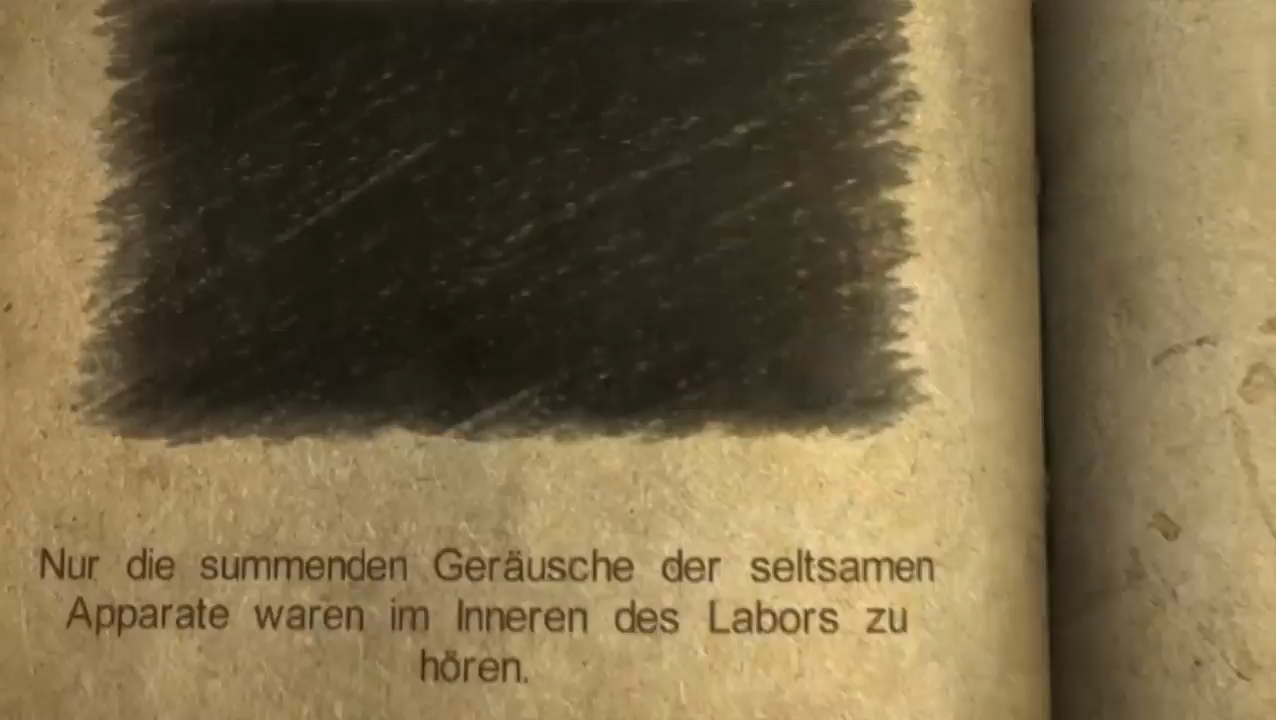 Nur die summenden Geräusche der seltsamen
Apparate waren im Inneren des Labors zu
hören.